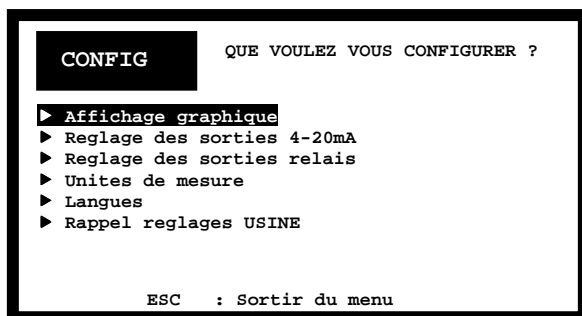 CONFIG
QUE VOULEZ VOUS CONFIGURER ?
Affichage graphique
Reglage des sorties 4-20mA
Reglage des sorties relais
Unites de mesure
Langues
Rappel reglages USINE
ESC : Sortir du menu